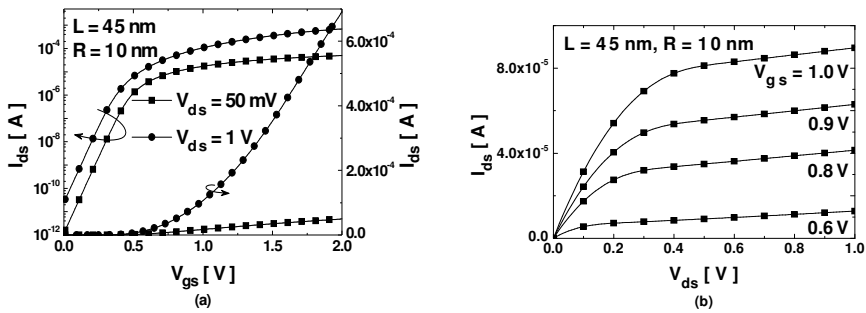 L = 45 nm
R = 10 nm
V_ds = 50 mV
V_ds = 1 V
I_ds [ A ]
10⁻⁴
10⁻⁶
10⁻⁸
10⁻¹⁰
10⁻¹²
6.0x10⁻⁴
4.0x10⁻⁴
2.0x10⁻⁴
0.0
I_ds [ A ]
0.0 0.5 1.0 1.5 2.0
V_gs [ V ]
(a)
L = 45 nm, R = 10 nm
V_gs = 1.0 V
0.9 V
0.8 V
0.6 V
I_ds [ A ]
8.0x10⁻⁵
4.0x10⁻⁵
0.0
0.0 0.2 0.4 0.6 0.8 1.0
V_ds [ V ]
(b)